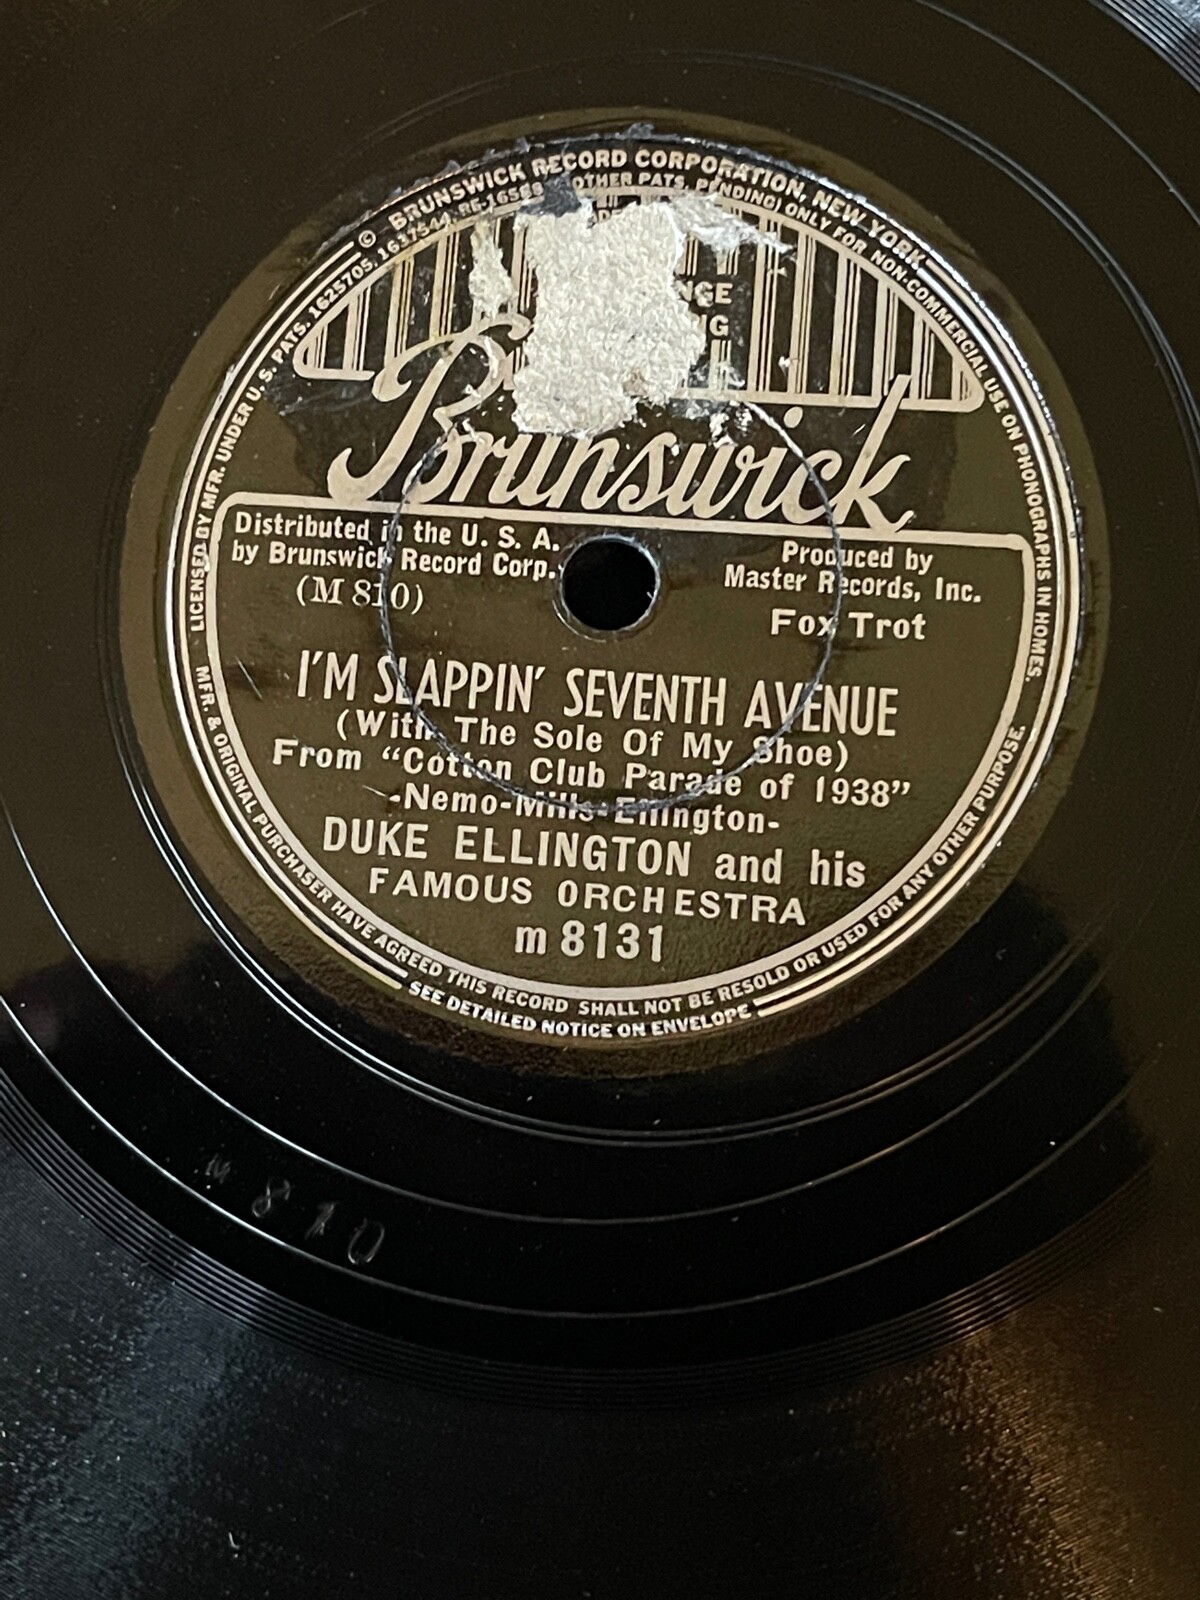 © BRUNSWICK RECORD CORPORATION, NEW YORK
LICENSED BY MFR. UNDER U. S. PATS. 1625705, 1637544, RE-16588 OTHER PATS. PENDING) ONLY FOR NON-COMMERCIAL USE ON PHONOGRAPHS IN HOMES.
Brunswick
Distributed in the U. S. A.
by Brunswick Record Corp.
(M 810)
Produced by
Master Records, Inc.
Fox Trot
I'M SLAPPIN' SEVENTH AVENUE
(With The Sole Of My Shoe)
From "Cotton Club Parade of 1938"
-Nemo-Mills-Ellington-
DUKE ELLINGTON and his
FAMOUS ORCHESTRA
m 8131
MFR. & ORIGINAL PURCHASER HAVE AGREED THIS RECORD SHALL NOT BE RESOLD OR USED FOR ANY OTHER PURPOSE.
SEE DETAILED NOTICE ON ENVELOPE
M 810